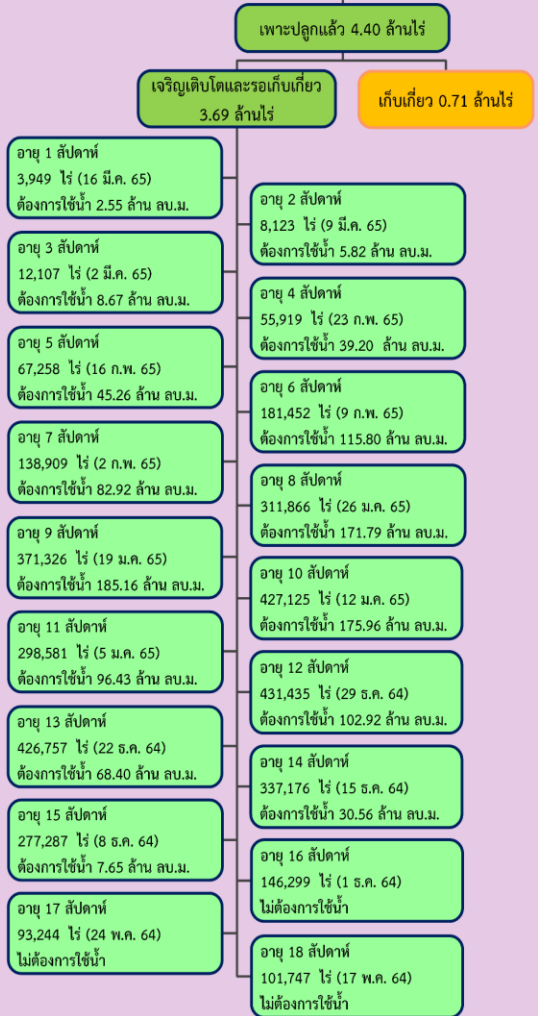 เพาะปลูกแล้ว 4.40 ล้านไร่
เจริญเติบโตและรอเก็บเกี่ยว
3.69 ล้านไร่
เก็บเกี่ยว 0.71 ล้านไร่
อายุ 1 สัปดาห์
3,949 ไร่ (16 มี.ค. 65)
ต้องการใช้น้ำ 2.55 ล้าน ลบ.ม.
อายุ 2 สัปดาห์
8,123 ไร่ (9 มี.ค. 65)
ต้องการใช้น้ำ 5.82 ล้าน ลบ.ม.
อายุ 3 สัปดาห์
12,107 ไร่ (2 มี.ค. 65)
ต้องการใช้น้ำ 8.67 ล้าน ลบ.ม.
อายุ 4 สัปดาห์
55,919 ไร่ (23 ก.พ. 65)
ต้องการใช้น้ำ 39.20 ล้าน ลบ.ม.
อายุ 5 สัปดาห์
67,258 ไร่ (16 ก.พ. 65)
ต้องการใช้น้ำ 45.26 ล้าน ลบ.ม.
อายุ 6 สัปดาห์
181,452 ไร่ (9 ก.พ. 65)
ต้องการใช้น้ำ 115.80 ล้าน ลบ.ม.
อายุ 7 สัปดาห์
138,909 ไร่ (2 ก.พ. 65)
ต้องการใช้น้ำ 82.92 ล้าน ลบ.ม.
อายุ 8 สัปดาห์
311,866 ไร่ (26 ม.ค. 65)
ต้องการใช้น้ำ 171.79 ล้าน ลบ.ม.
อายุ 9 สัปดาห์
371,326 ไร่ (19 ม.ค. 65)
ต้องการใช้น้ำ 185.16 ล้าน ลบ.ม.
อายุ 10 สัปดาห์
427,125 ไร่ (12 ม.ค. 65)
ต้องการใช้น้ำ 175.96 ล้าน ลบ.ม.
อายุ 11 สัปดาห์
298,581 ไร่ (5 ม.ค. 65)
ต้องการใช้น้ำ 96.43 ล้าน ลบ.ม.
อายุ 12 สัปดาห์
431,435 ไร่ (29 ธ.ค. 64)
ต้องการใช้น้ำ 102.92 ล้าน ลบ.ม.
อายุ 13 สัปดาห์
426,757 ไร่ (22 ธ.ค. 64)
ต้องการใช้น้ำ 68.40 ล้าน ลบ.ม.
อายุ 14 สัปดาห์
337,176 ไร่ (15 ธ.ค. 64)
ต้องการใช้น้ำ 30.56 ล้าน ลบ.ม.
อายุ 15 สัปดาห์
277,287 ไร่ (8 ธ.ค. 64)
ต้องการใช้น้ำ 7.65 ล้าน ลบ.ม.
อายุ 16 สัปดาห์
146,299 ไร่ (1 ธ.ค. 64)
ไม่ต้องการใช้น้ำ
อายุ 17 สัปดาห์
93,244 ไร่ (24 พ.ค. 64)
ไม่ต้องการใช้น้ำ
อายุ 18 สัปดาห์
101,747 ไร่ (17 พ.ค. 64)
ไม่ต้องการใช้น้ำ